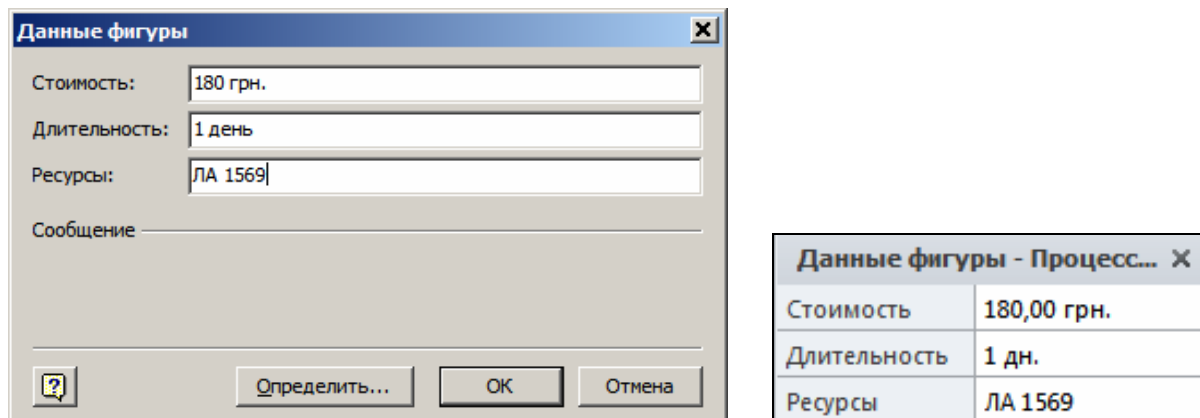 Данные фигуры
Стоимость: 180 грн.
Длительность: 1 день
Ресурсы: ЛА 1569
Сообщение
Определить... ОК Отмена
Данные фигуры - Процесс...
Стоимость 180,00 грн.
Длительность 1 дн.
Ресурсы ЛА 1569